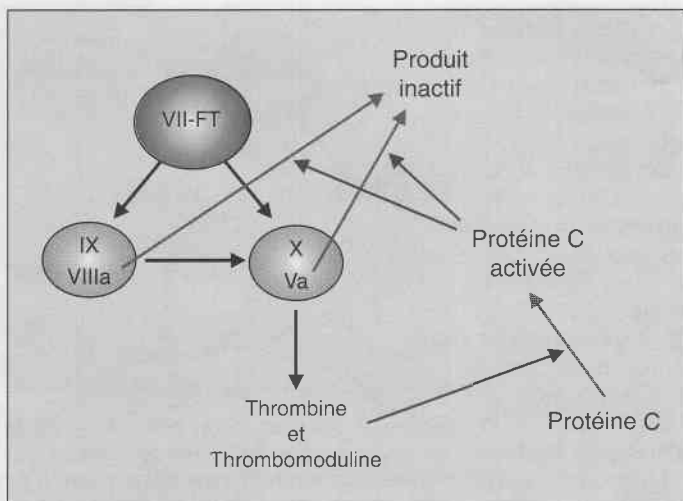 Produit
inactif
VII-FT
IX
VIIIa
X
Va
Protéine C
activée
Thrombine
et
Thrombomoduline
Protéine C